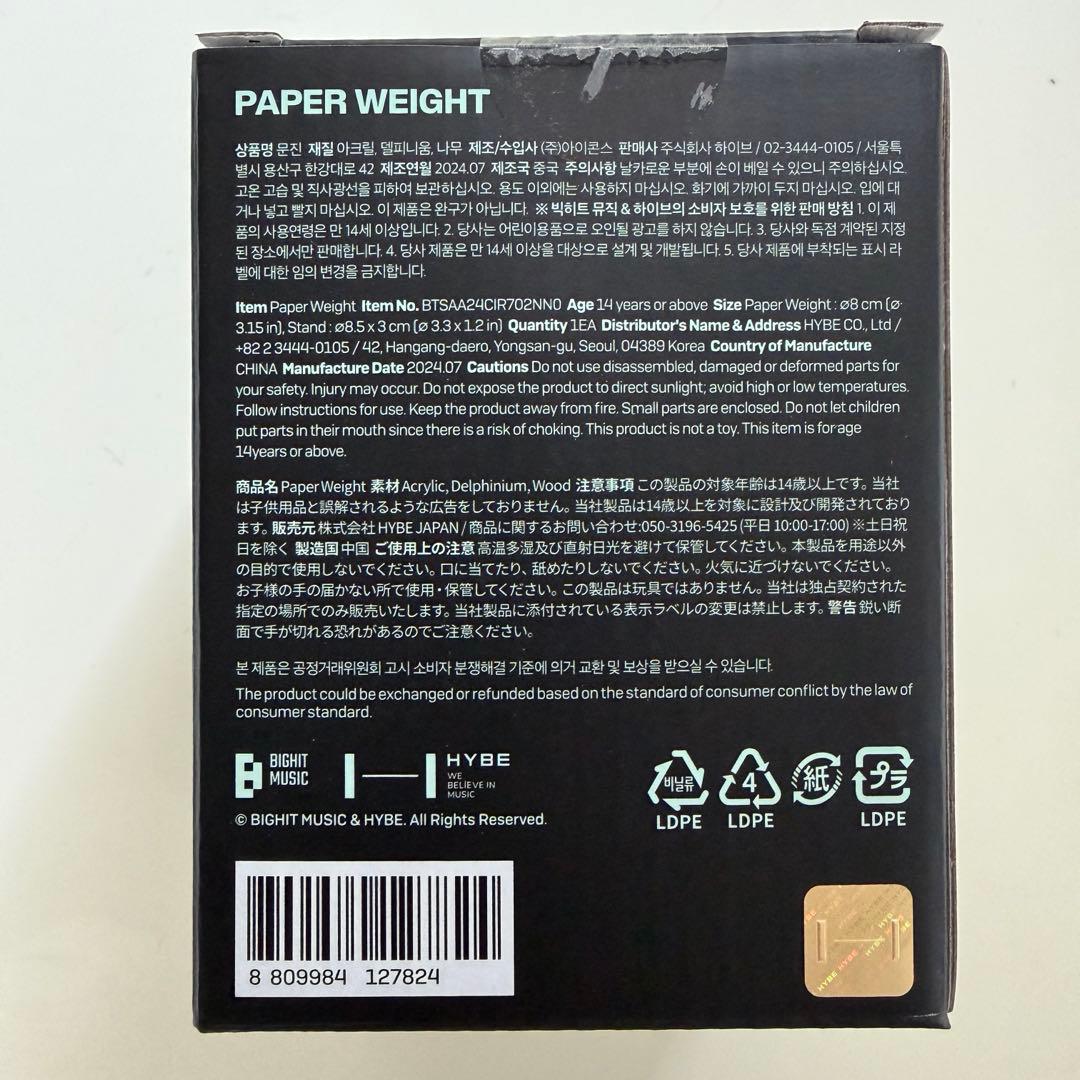 PAPER WEIGHT
상품명 문진 재질 아크릴, 델피니움, 나무 제조/수입사 (주)아이콘스 판매사 주식회사 하이브 / 02-3444-0105 / 서울특
별시 용산구 한강대로 42 제조연월 2024.07 제조국 중국 주의사항 날카로운 부분에 손이 베일 수 있으니 주의하십시오.
고온 고습 및 직사광선을 피하여 보관하십시오. 용도 이외에는 사용하지 마십시오. 화기에 가까이 두지 마십시오. 입에 대
거나 넣고 빨지 마십시오. 이 제품은 완구가 아닙니다. ※ 빅히트 뮤직 & 하이브의 소비자 보호를 위한 판매 방침 1. 이 제
품의 사용연령은 만 14세 이상입니다. 2. 당사는 어린이용품으로 오인될 광고를 하지 않습니다. 3. 당사와 독점 계약된 지정
된 장소에서만 판매합니다. 4. 당사 제품은 만 14세 이상을 대상으로 설계 및 개발됩니다. 5. 당사 제품에 부착되는 표시 라
벨에 대한 임의 변경을 금지합니다.
Item Paper Weight Item No. BTSAA24CIR702NN0 Age 14 years or above Size Paper Weight : ø8 cm (ø
3.15 in), Stand : ø8.5 x 3 cm (ø 3.3 x 1.2 in) Quantity 1EA Distributor's Name & Address HYBE CO., Ltd /
+82 2 3444-0105 / 42, Hangang-daero, Yongsan-gu, Seoul, 04389 Korea Country of Manufacture
CHINA Manufacture Date 2024.07 Cautions Do not use disassembled, damaged or deformed parts for
your safety. Injury may occur. Do not expose the product to direct sunlight; avoid high or low temperatures.
Follow instructions for use. Keep the product away from fire. Small parts are enclosed. Do not let children
put parts in their mouth since there is a risk of choking. This product is not a toy. This item is for age
14years or above.
商品名 Paper Weight 素材 Acrylic, Delphinium, Wood 注意事項 この製品の対象年齢は14歳以上です。当社
は子供用品と誤解されるような広告をしておりません。当社製品は14歳以上を対象に設計及び開発されており
ます。販売元 株式会社 HYBE JAPAN / 商品に関するお問い合わせ:050-3196-5425 (平日 10:00-17:00) ※土日祝
日を除く 製造国 中国 ご使用上の注意 高温多湿及び直射日光を避けて保管してください。本製品を用途以外
の目的で使用しないでください。口に当てたり、舐めたりしないでください。火気に近づけないでください。
お子様の手の届かない所で使用・保管してください。この製品は玩具ではありません。当社は独占契約された
指定の場所でのみ販売いたします。当社製品に添付されている表示ラベルの変更は禁止します。警告 鋭い断
面で手が切れる恐れがあるのでご注意ください。
본 제품은 공정거래위원회 고시 소비자 분쟁해결 기준에 의거 교환 및 보상을 받으실 수 있습니다.
The product could be exchanged or refunded based on the standard of consumer conflict by the law of
consumer standard.
BIGHIT
MUSIC
HYBE
WE
BELIEVE IN
MUSIC
비닐류
LDPE
4
LDPE
紙
プラ
LDPE
© BIGHIT MUSIC & HYBE. All Rights Reserved.
8 809984 127824
HYBE HYBE HYBE